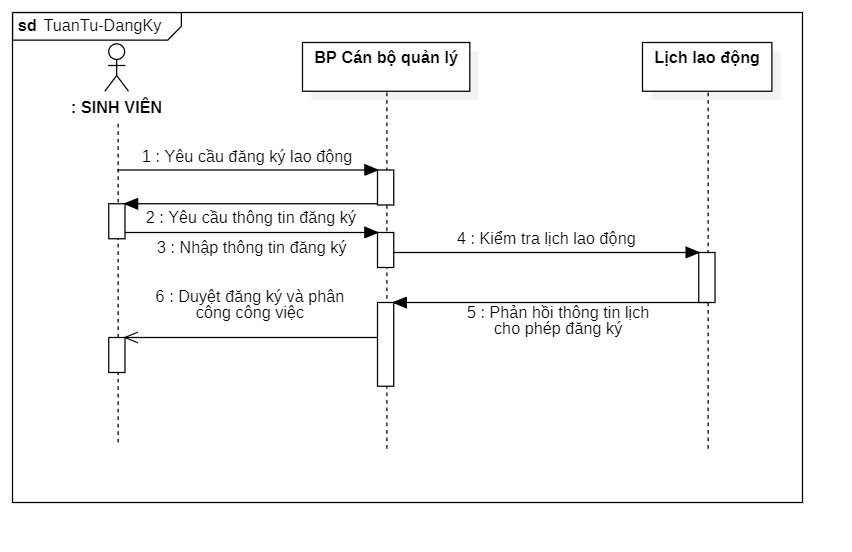 sd TuanTu-DangKy
: SINH VIÊN
BP Cán bộ quản lý
Lịch lao động
1 : Yêu cầu đăng ký lao động
2 : Yêu cầu thông tin đăng ký
3 : Nhập thông tin đăng ký
4 : Kiểm tra lịch lao động
5 : Phản hồi thông tin lịch
cho phép đăng ký
6 : Duyệt đăng ký và phân
công công việc